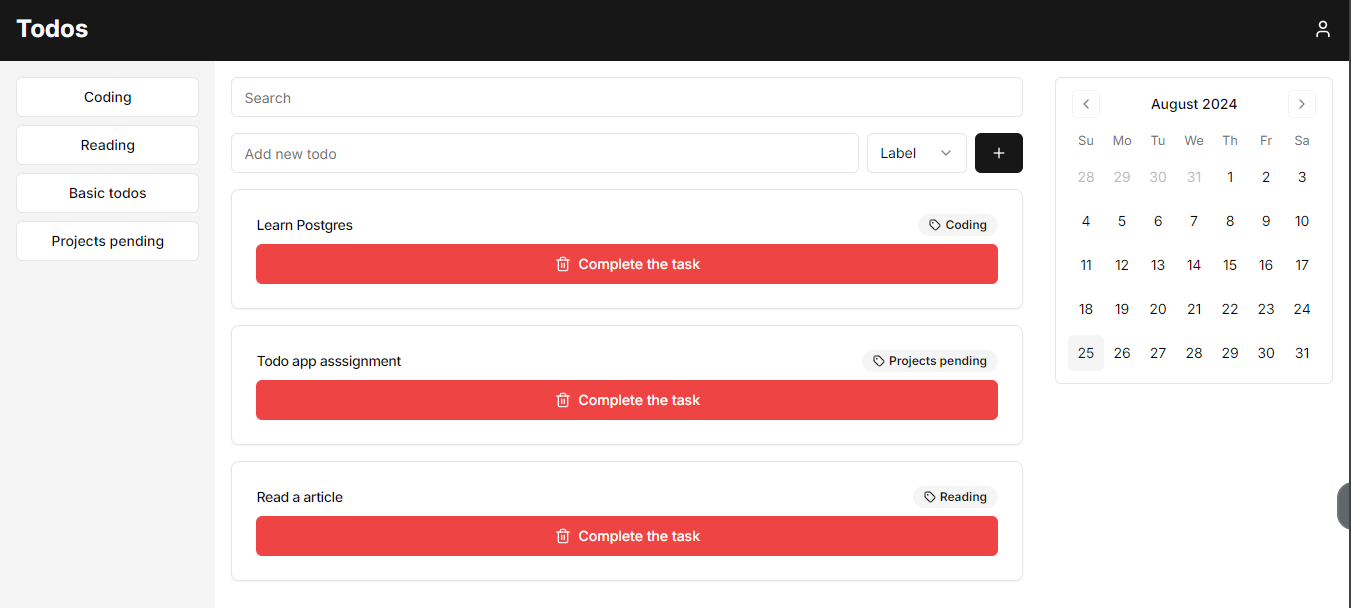 Todos
Coding
Reading
Basic todos
Projects pending
Search
Add new todo
Label
Learn Postgres
Coding
Complete the task
Todo app asssignment
Projects pending
Complete the task
Read a article
Reading
Complete the task
August 2024
Su Mo Tu We Th Fr Sa
28 29 30 31 1 2 3
4 5 6 7 8 9 10
11 12 13 14 15 16 17
18 19 20 21 22 23 24
25 26 27 28 29 30 31